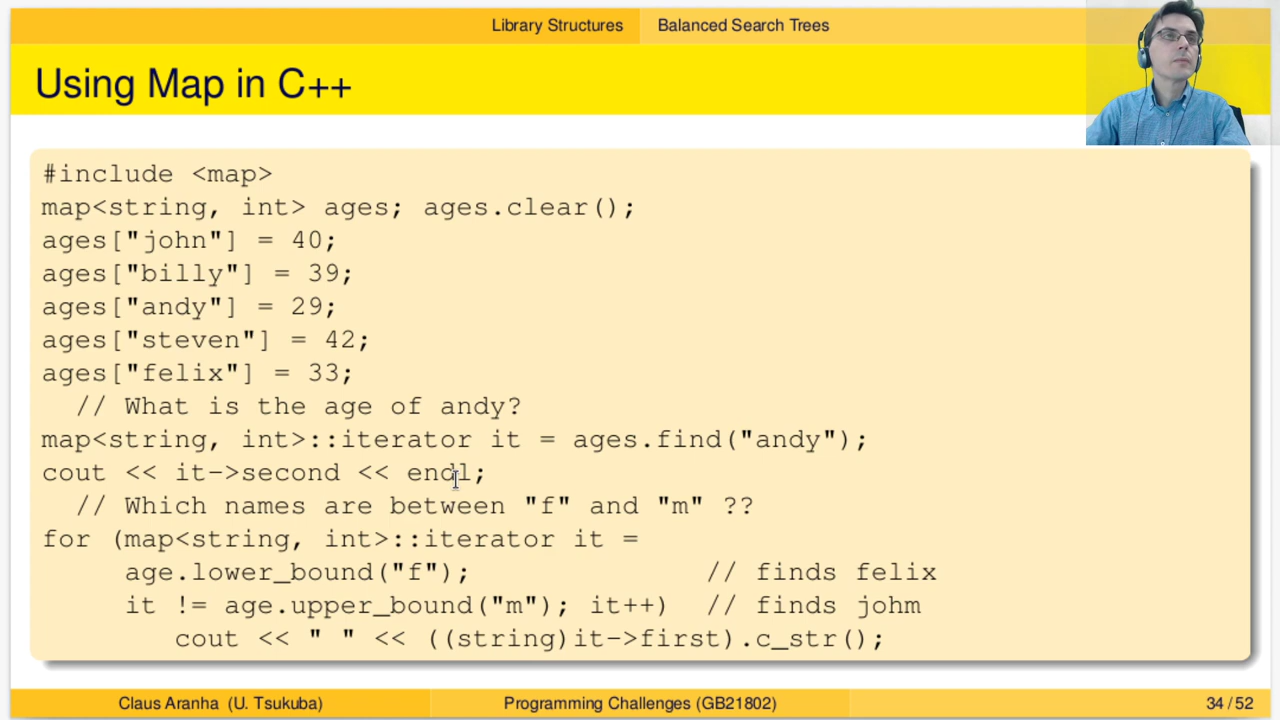 Library Structures Balanced Search Trees
Using Map in C++
#include <map>
map<string, int> ages; ages.clear();
ages["john"] = 40;
ages["billy"] = 39;
ages["andy"] = 29;
ages["steven"] = 42;
ages["felix"] = 33;
// What is the age of andy?
map<string, int>::iterator it = ages.find("andy");
cout << it->second << endl;
// Which names are between "f" and "m" ??
for (map<string, int>::iterator it =
age.lower_bound("f"); // finds felix
it != age.upper_bound("m"); it++) // finds johm
cout << " " << ((string)it->first).c_str();
Claus Aranha (U. Tsukuba) Programming Challenges (GB21802) 34 / 52